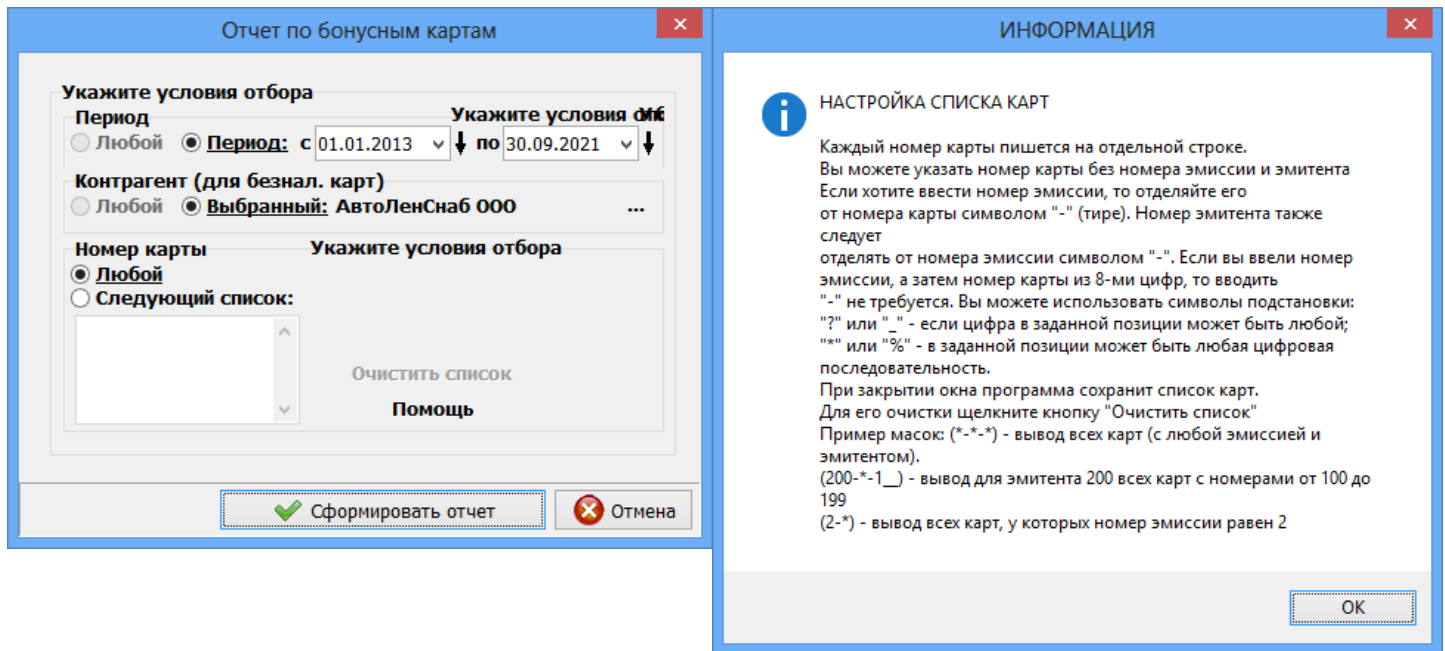 Отчет по бонусным картам
Укажите условия отбора
Период
Укажите условия отб
Любой Период: с 01.01.2013 по 30.09.2021
Контрагент (для безнал. карт)
Любой Выбранный: АвтоЛенСнаб ООО ...
Номер карты Укажите условия отбора
Любой
Следующий список:
Очистить список
Помощь
Сформировать отчет Отмена
ИНФОРМАЦИЯ
НАСТРОЙКА СПИСКА КАРТ
Каждый номер карты пишется на отдельной строке.
Вы можете указать номер карты без номера эмиссии и эмитента
Если хотите ввести номер эмиссии, то отделяйте его
от номера карты символом "-" (тире). Номер эмитента также
следует
отделять от номера эмиссии символом "-". Если вы ввели номер
эмиссии, а затем номер карты из 8-ми цифр, то вводить
"-" не требуется. Вы можете использовать символы подстановки:
"?" или "_" - если цифра в заданной позиции может быть любой;
"*" или "%" - в заданной позиции может быть любая цифровая
последовательность.
При закрытии окна программа сохранит список карт.
Для его очистки щелкните кнопку "Очистить список"
Пример масок: (*-*-*) - вывод всех карт (с любой эмиссией и
эмитентом).
(200-*-1__) - вывод для эмитента 200 всех карт с номерами от 100 до
199
(2-*) - вывод всех карт, у которых номер эмиссии равен 2
ОК